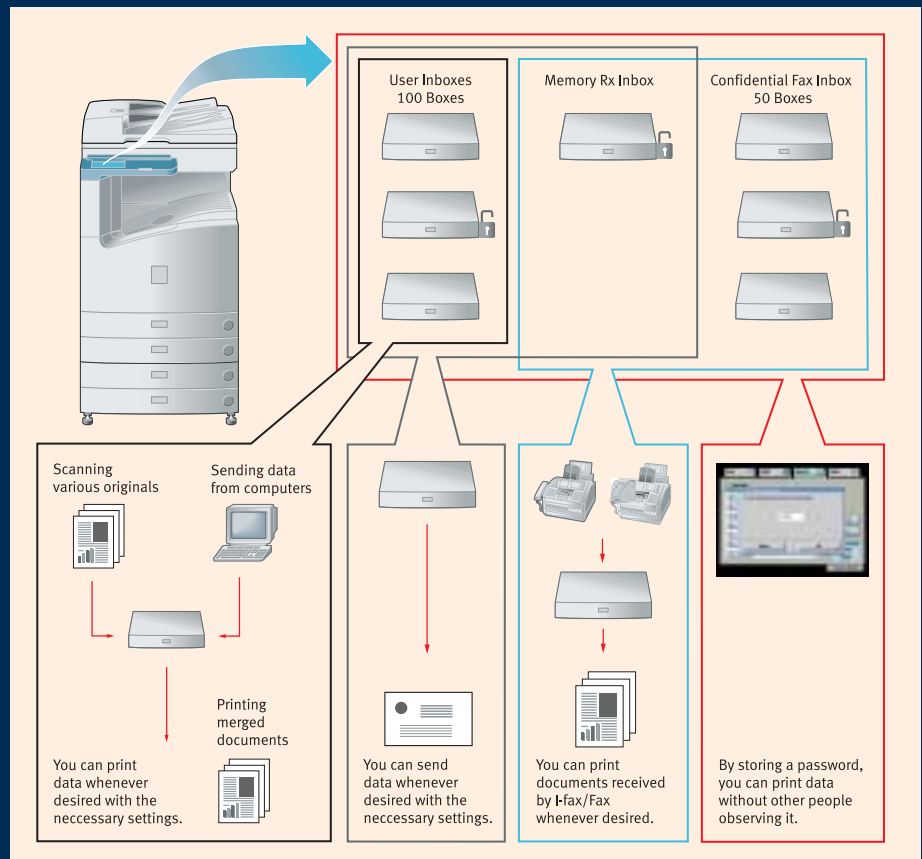 User Inboxes
100 Boxes
Memory Rx Inbox
Confidential Fax Inbox
50 Boxes
Scanning
various originals
Sending data
from computers
Printing
merged
documents
You can print
data whenever
desired with the
neccessary settings.
You can send
data whenever
desired with the
neccessary settings.
You can print
documents received
by I-fax/Fax
whenever desired.
By storing a password,
you can print data
without other people
observing it.